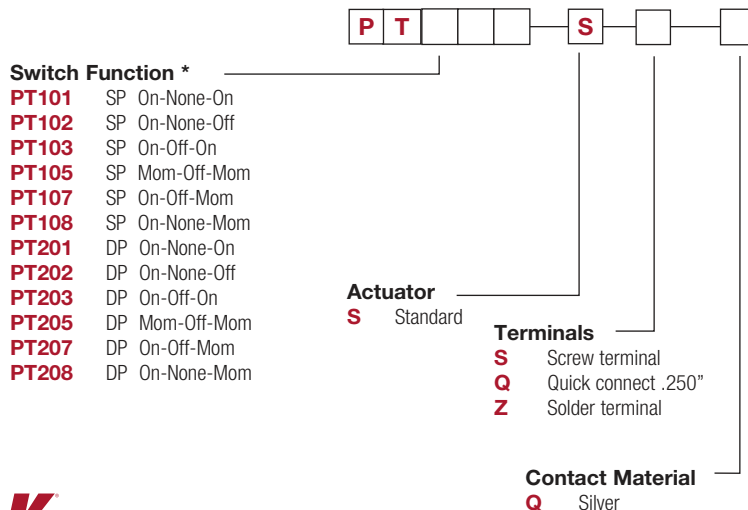 P T S
Switch Function *
PT101 SP On-None-On
PT102 SP On-None-Off
PT103 SP On-Off-On
PT105 SP Mom-Off-Mom
PT107 SP On-Off-Mom
PT108 SP On-None-Mom
PT201 DP On-None-On
PT202 DP On-None-Off
PT203 DP On-Off-On
PT205 DP Mom-Off-Mom
PT207 DP On-Off-Mom
PT208 DP On-None-Mom
Actuator
S Standard
Terminals
S Screw terminal
Q Quick connect .250”
Z Solder terminal
Contact Material
Q Silver